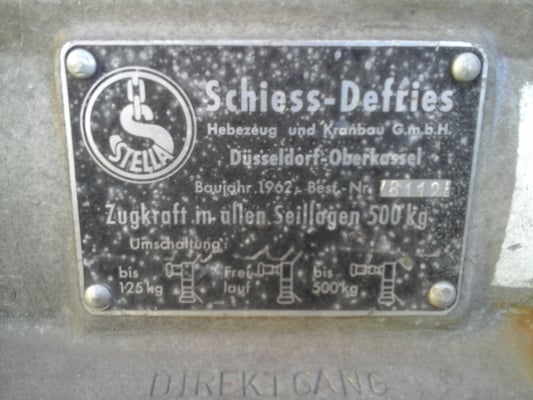 STELLA
Schiess-Defries
Hebezeug und Kranbau G.m.b.H.
Düsseldorf-Oberkassel
Baujahr 1962 - Best.-Nr.
Zugkraft in allen Seillagen 500 kg
Umschaltung:
bis Frei bis
125 kg lauf 500 kg
DIREKTGANG